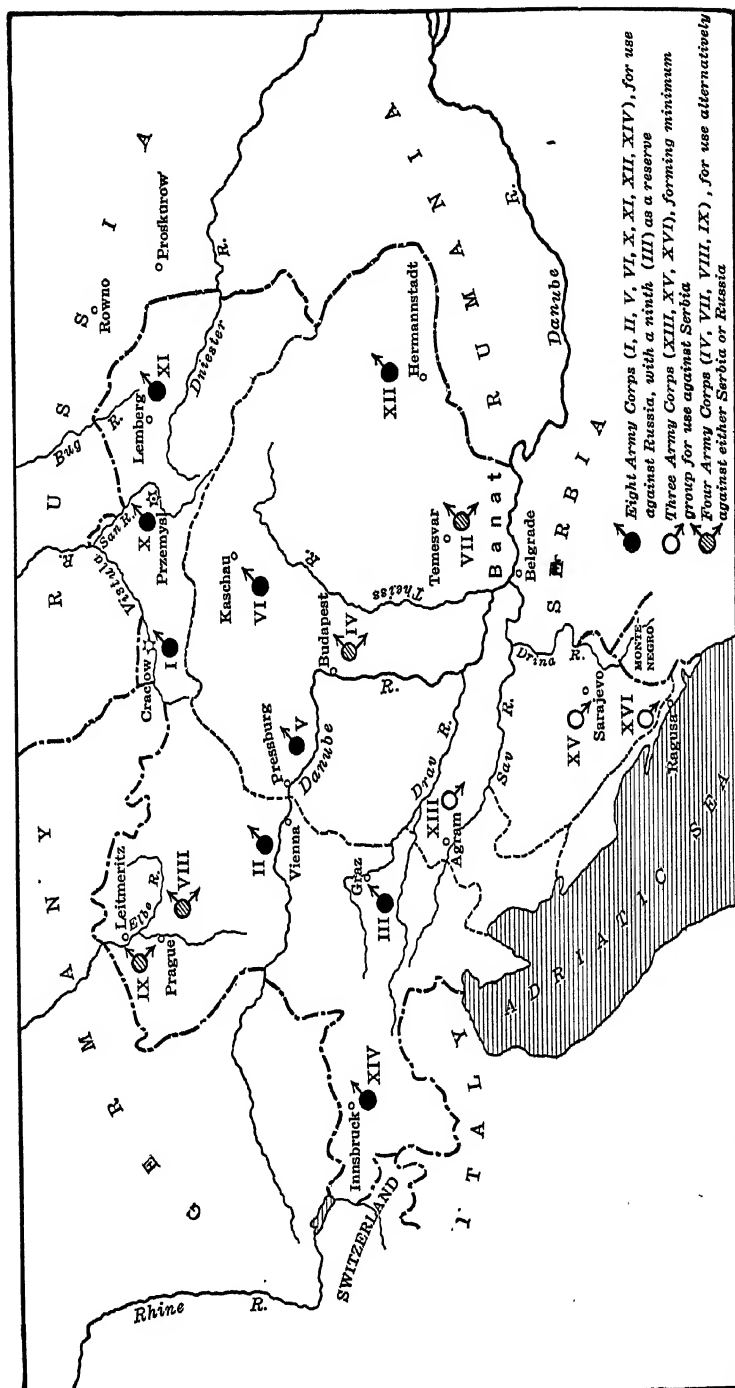 GERMANY
RUSSIA
Rowno
Proskurow
Bug R.
Lemberg
XI
Dniester R.
Vistula
San R.
X
Przemysl
Cracow
I
Leitmeritz
Elbe R.
VIII
IX
Prague
Kaschau
VI
Theiss R.
Pressburg
V
Danube R.
II
Vienna
Budapest
IV
XII
Hermannstadt
RUMANIA
Temesvar
VII
Banat
Danube R.
Belgrade
SERBIA
Rhine R.
SWITZERLAND
Innsbruck
XIV
Graz
III
Drav R.
XIII
Agram
Sav R.
Drina R.
XV
Sarajevo
MONTE-
NEGRO
XVI
Ragusa
ITALY
ADRIATIC SEA
Eight Army Corps (I, II, V, VI, X, XI, XII, XIV), for use
against Russia, with a ninth (III) as a reserve
Three Army Corps (XIII, XV, XVI), forming minimum
group for use against Serbia
Four Army Corps (IV, VII, VIII, IX), for use alternatively
against either Serbia or Russia